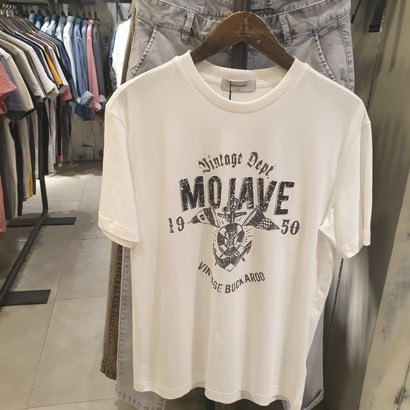 Vintage Dept
MOJAVE
19 50
VINTAGE BUCKAROO